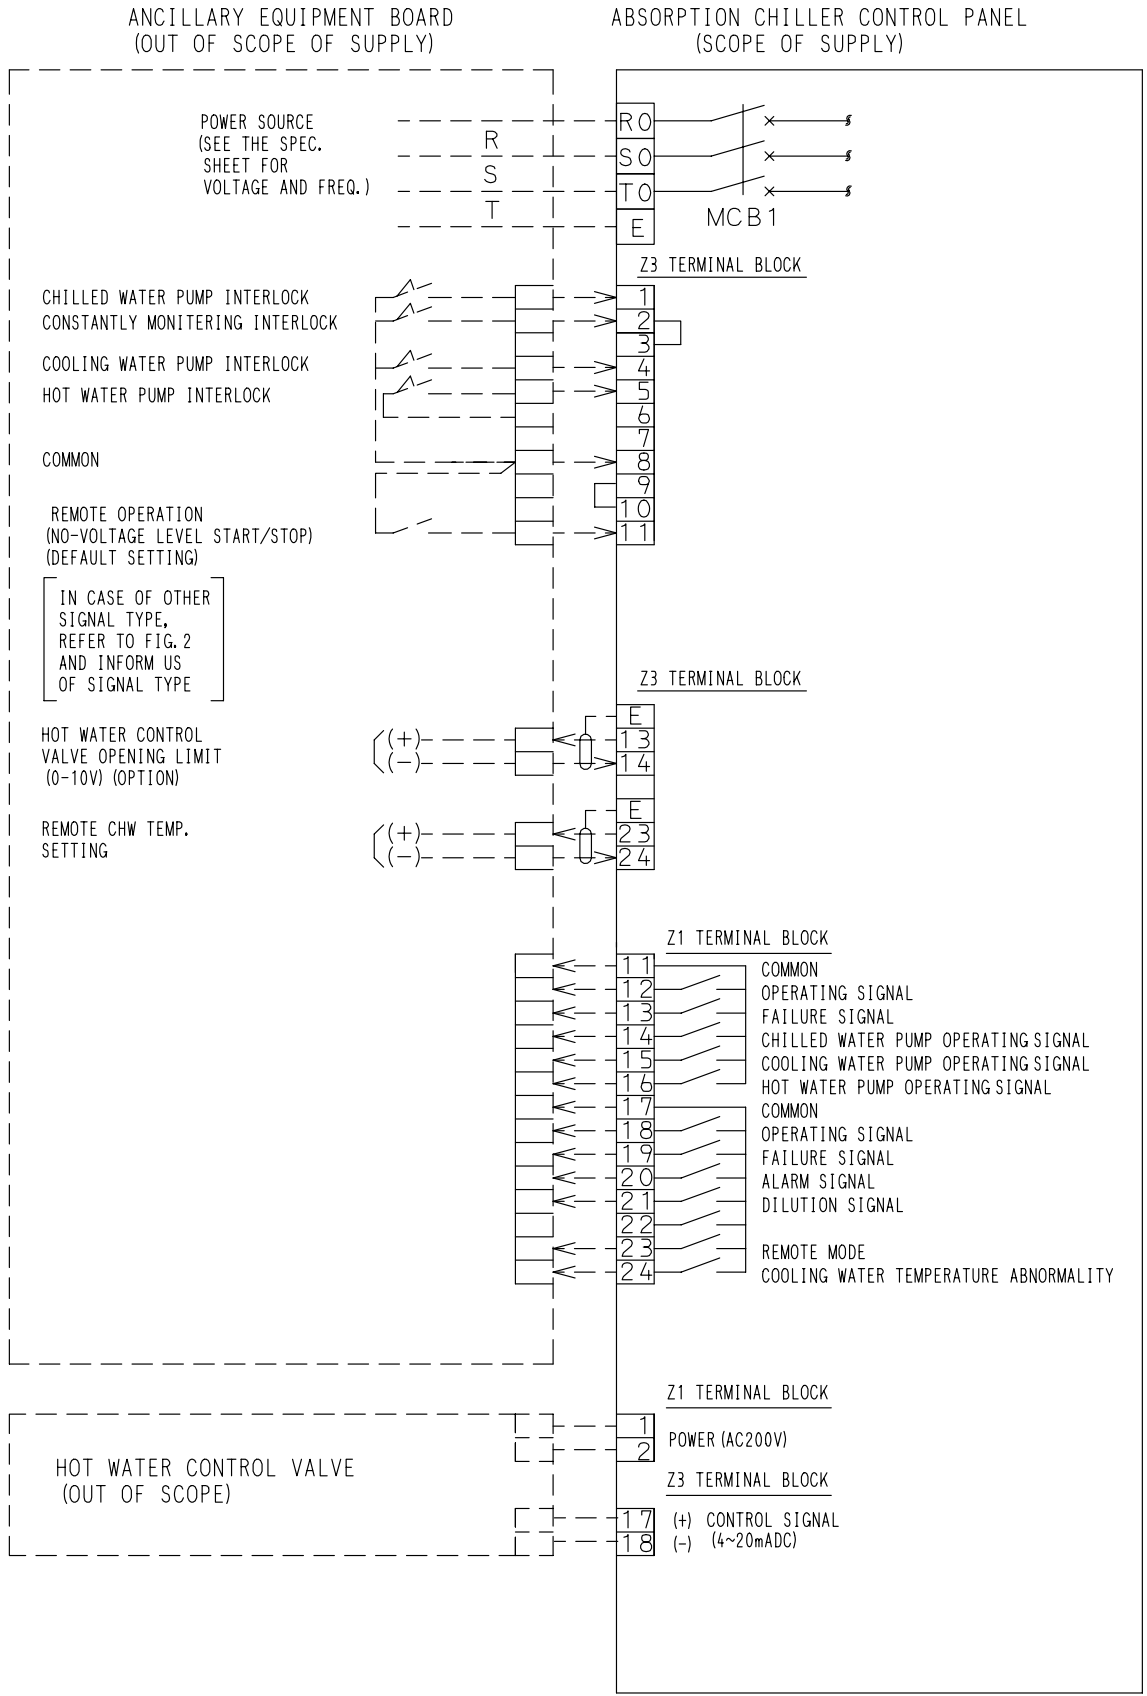 ANCILLARY EQUIPMENT BOARD
(OUT OF SCOPE OF SUPPLY)
ABSORPTION CHILLER CONTROL PANEL
(SCOPE OF SUPPLY)
POWER SOURCE
(SEE THE SPEC.
SHEET FOR
VOLTAGE AND FREQ.)
R
S
T
R0
S0
T0
E
MCB1
Z3 TERMINAL BLOCK
CHILLED WATER PUMP INTERLOCK
1
CONSTANTLY MONITERING INTERLOCK
2
3
COOLING WATER PUMP INTERLOCK
4
HOT WATER PUMP INTERLOCK
5
6
7
COMMON
8
9
10
REMOTE OPERATION
(NO-VOLTAGE LEVEL START/STOP)
(DEFAULT SETTING)
11
IN CASE OF OTHER
SIGNAL TYPE,
REFER TO FIG.2
AND INFORM US
OF SIGNAL TYPE
Z3 TERMINAL BLOCK
HOT WATER CONTROL
VALVE OPENING LIMIT
(0-10V) (OPTION)
(+)
(-)
E
13
14
REMOTE CHW TEMP.
SETTING
(+)
(-)
E
23
24
Z1 TERMINAL BLOCK
11 COMMON
12 OPERATING SIGNAL
13 FAILURE SIGNAL
14 CHILLED WATER PUMP OPERATING SIGNAL
15 COOLING WATER PUMP OPERATING SIGNAL
16 HOT WATER PUMP OPERATING SIGNAL
17 COMMON
18 OPERATING SIGNAL
19 FAILURE SIGNAL
20 ALARM SIGNAL
21 DILUTION SIGNAL
22
23 REMOTE MODE
24 COOLING WATER TEMPERATURE ABNORMALITY
HOT WATER CONTROL VALVE
(OUT OF SCOPE)
Z1 TERMINAL BLOCK
1
2
POWER (AC200V)
Z3 TERMINAL BLOCK
17 (+) CONTROL SIGNAL
18 (-) (4~20mADC)